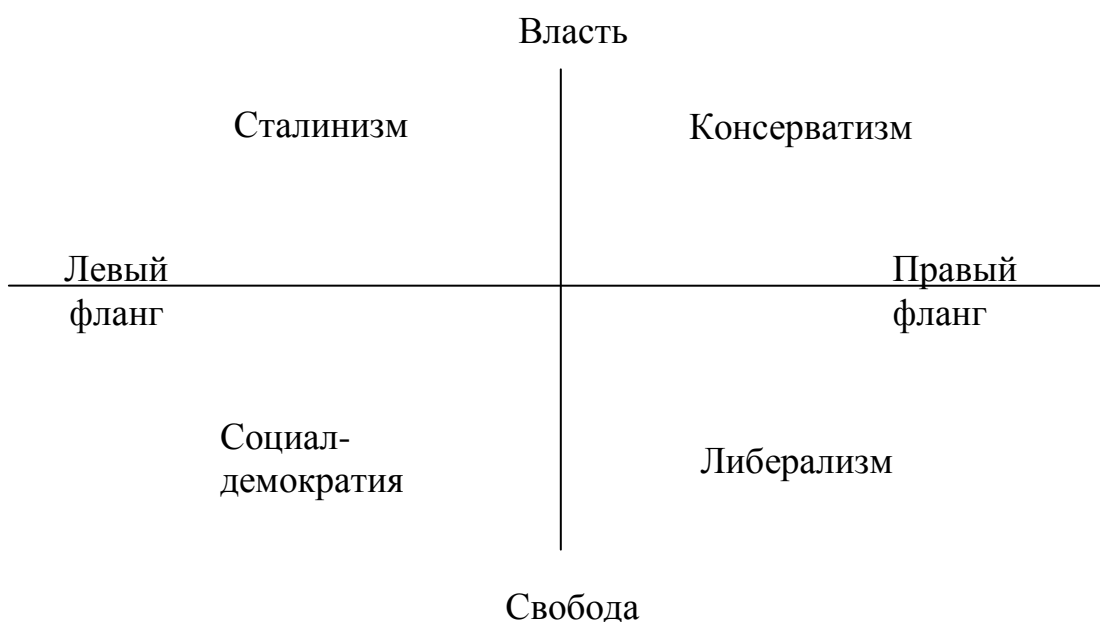 Власть
Сталинизм
Консерватизм
Левый
фланг
Правый
фланг
Социал-
демократия
Либерализм
Свобода